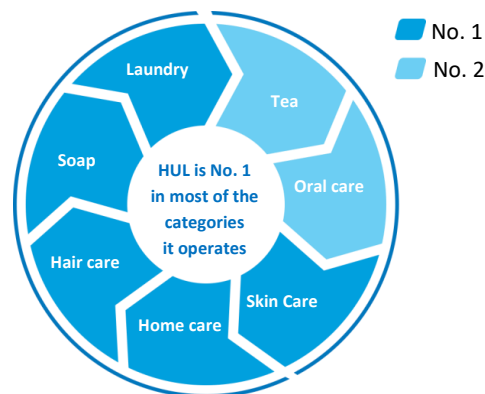 No. 1
No. 2
Laundry
Tea
Soap
Oral care
HUL is No. 1
in most of the
categories
it operates
Hair care
Skin Care
Home care